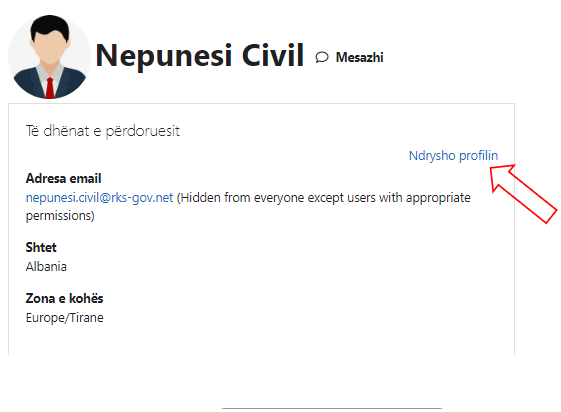 Nepunesi Civil Mesazhi
Të dhënat e përdoruesit
Ndrysho profilin
Adresa email
nepunesi.civil@rks-gov.net (Hidden from everyone except users with appropriate
permissions)
Shtet
Albania
Zona e kohës
Europe/Tirane